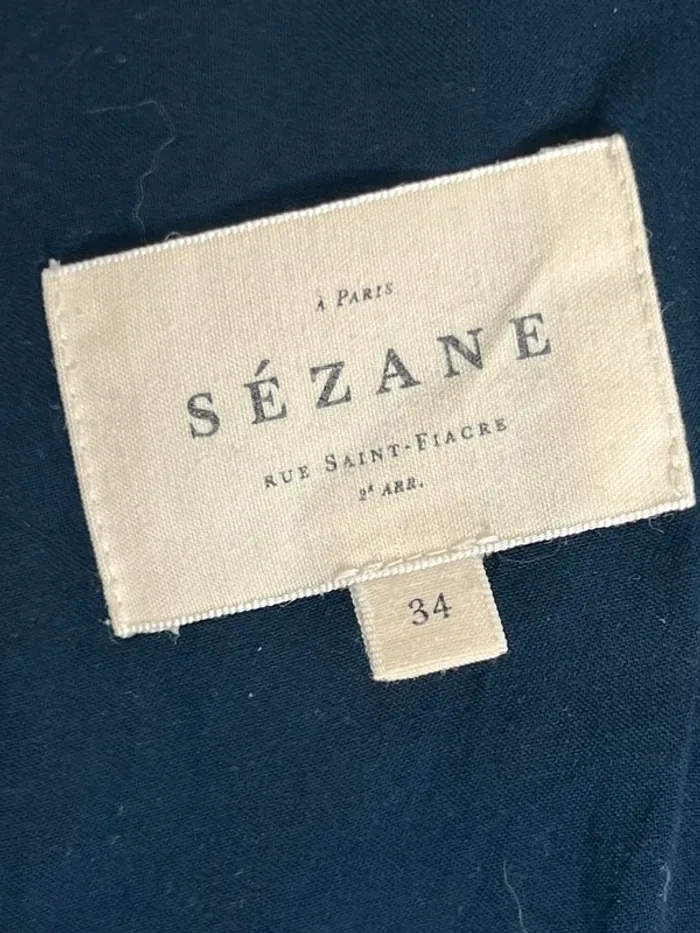 À PARIS
SÉZANE
RUE SAINT-FIACRE
2ᵉ ARR.
34